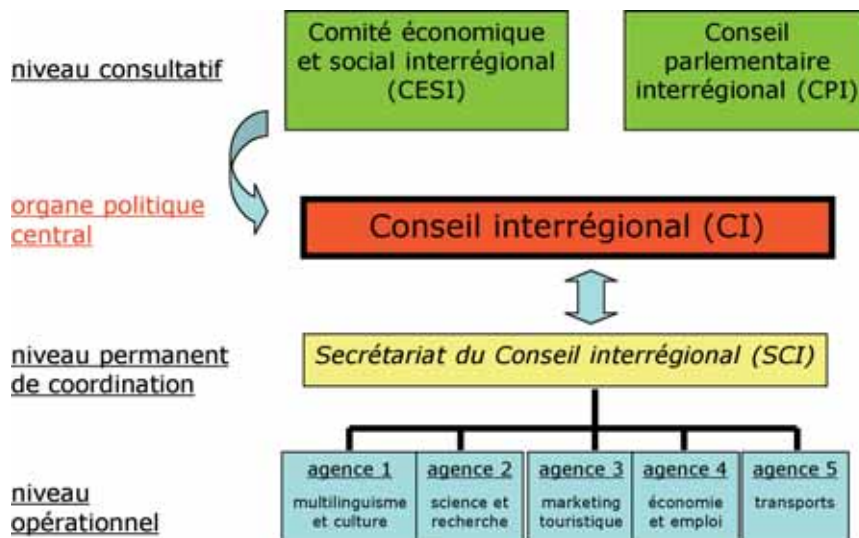 niveau consultatif
Comité économique
et social interrégional
(CESI)
Conseil
parlementaire
interrégional (CPI)
organe politique
central
Conseil interrégional (CI)
niveau permanent
de coordination
Secrétariat du Conseil interrégional (SCI)
niveau
opérationnel
agence 1
multilinguisme
et culture
agence 2
science et
recherche
agence 3
marketing
touristique
agence 4
économie
et emploi
agence 5
transports